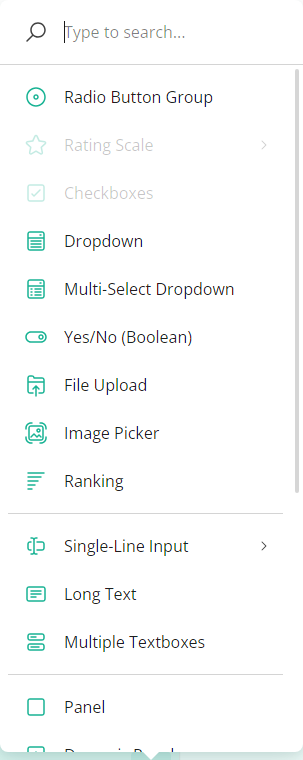 Type to search...
Radio Button Group
Rating Scale
Checkboxes
Dropdown
Multi-Select Dropdown
Yes/No (Boolean)
File Upload
Image Picker
Ranking
Single-Line Input
Long Text
Multiple Textboxes
Panel